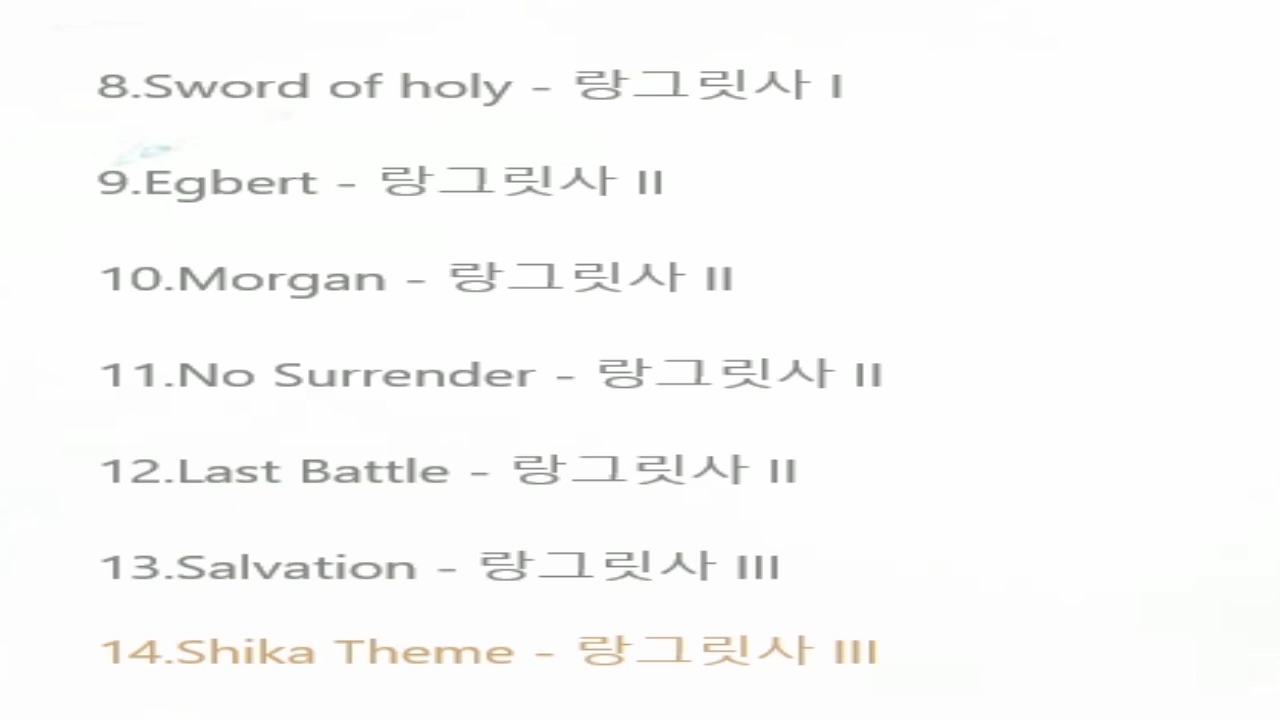 8.Sword of holy - 랑그릿사 I
9.Egbert - 랑그릿사 II
10.Morgan - 랑그릿사 II
11.No Surrender - 랑그릿사 II
12.Last Battle - 랑그릿사 II
13.Salvation - 랑그릿사 III
14.Shika Theme - 랑그릿사 III